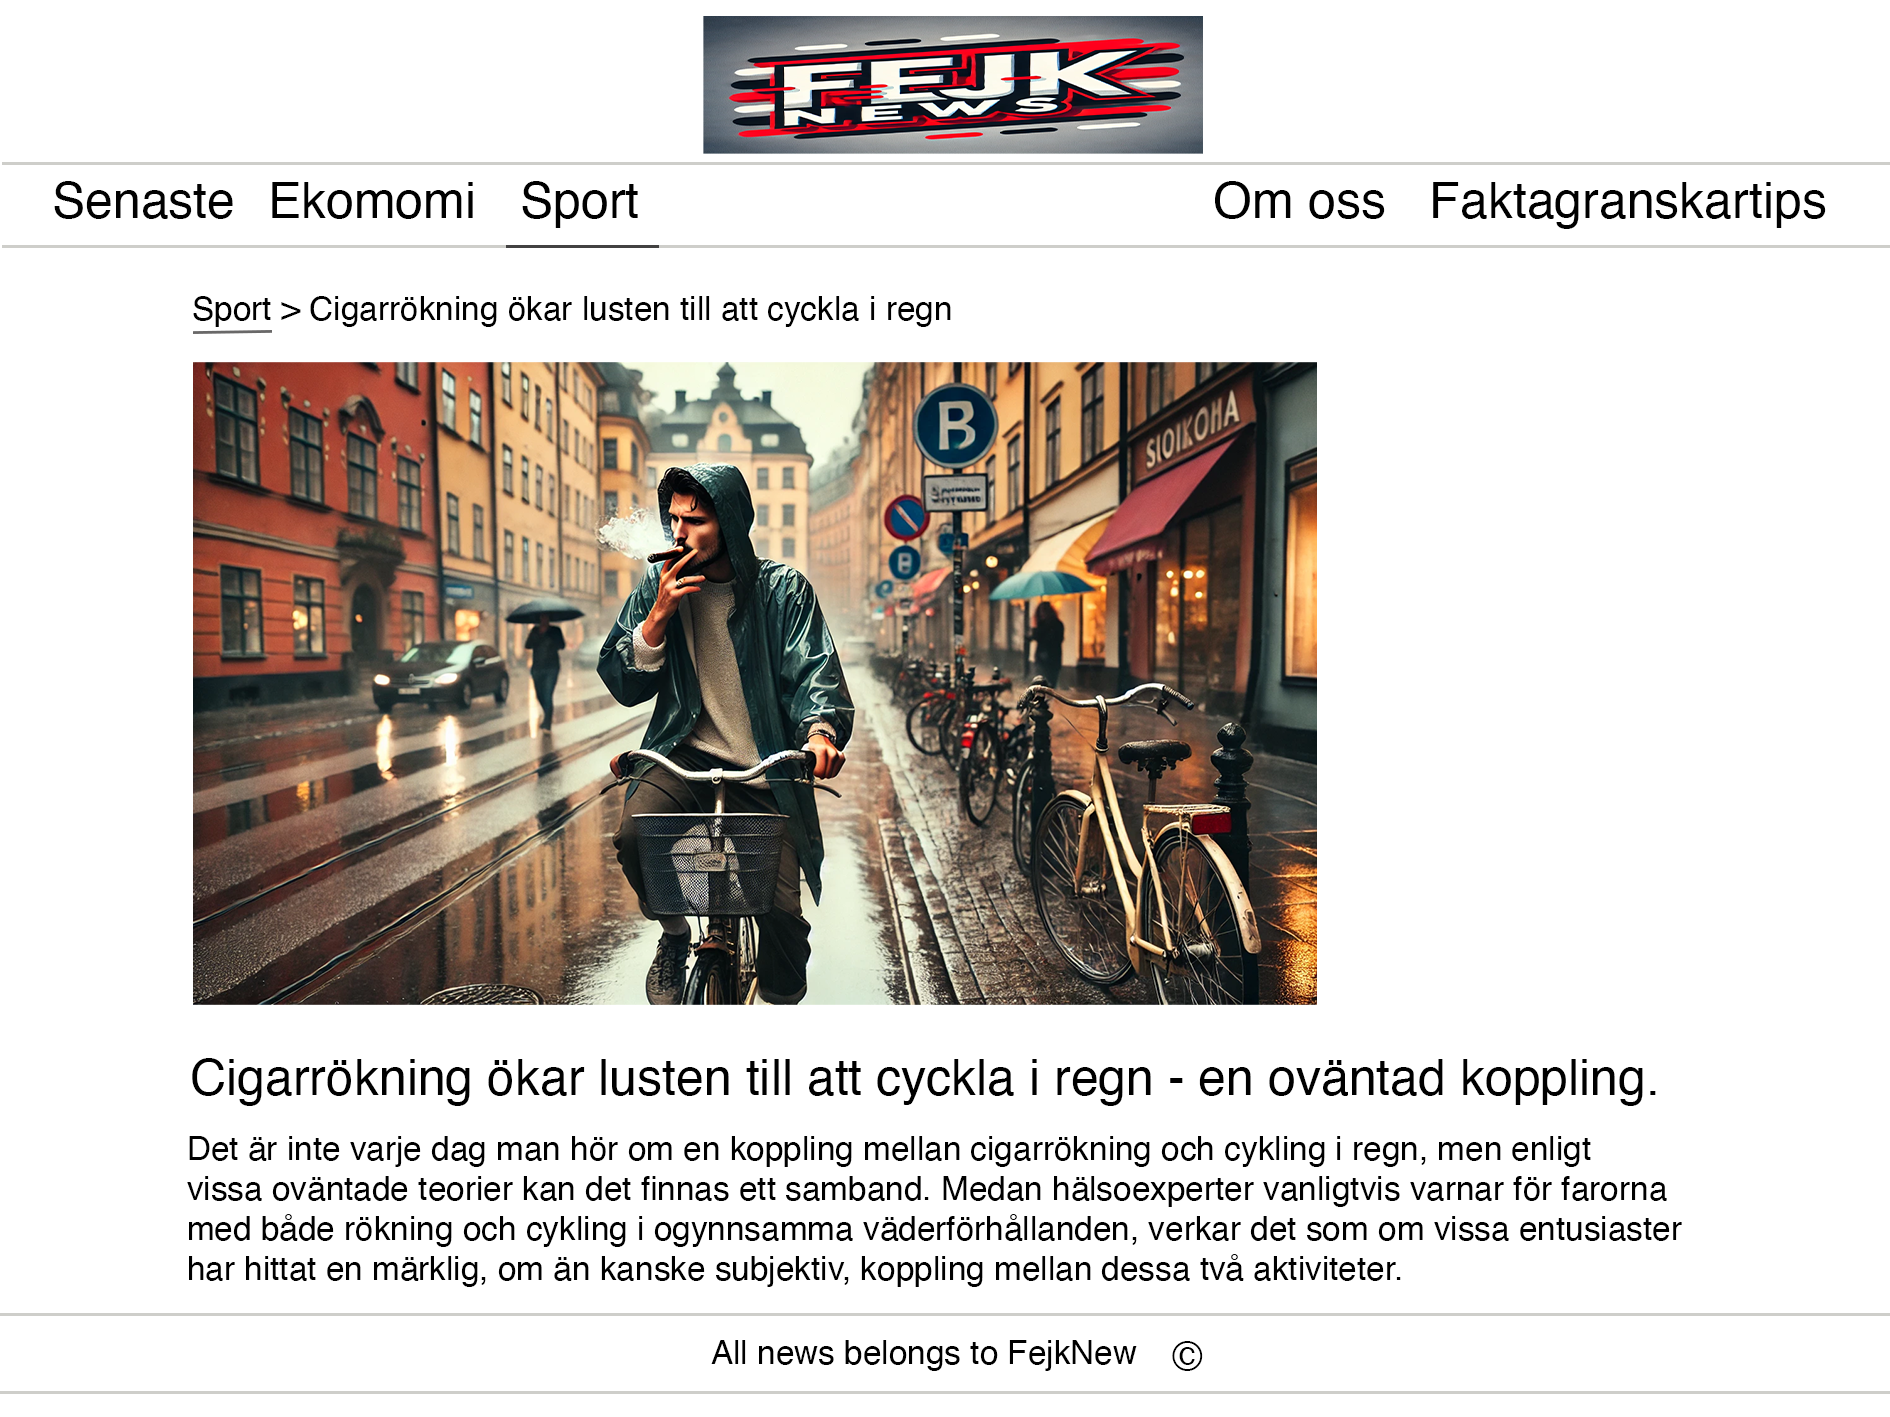 FEJK
NEWS
Senaste Ekomomi Sport Om oss Faktagranskartips
Sport > Cigarrökning ökar lusten till att cyckla i regn
B
SIOIKOHA
B
Cigarrökning ökar lusten till att cyckla i regn - en oväntad koppling.
Det är inte varje dag man hör om en koppling mellan cigarrökning och cykling i regn, men enligt
vissa oväntade teorier kan det finnas ett samband. Medan hälsoexperter vanligtvis varnar för farorna
med både rökning och cykling i ogynnsamma väderförhållanden, verkar det som om vissa entusiaster
har hittat en märklig, om än kanske subjektiv, koppling mellan dessa två aktiviteter.
All news belongs to FejkNew ©